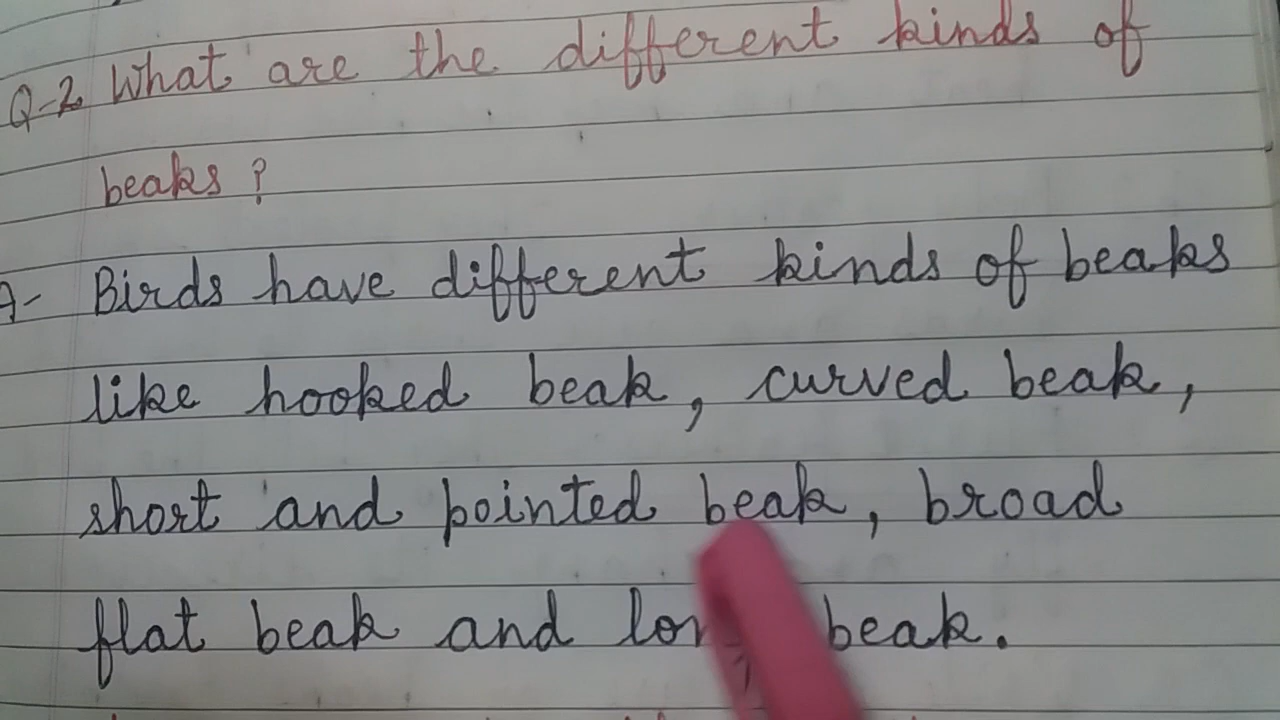 Q-2 What are the different kinds of
beaks?
A- Birds have different kinds of beaks
like hooked beak, curved beak,
short and pointed beak, broad
flat beak and beak.